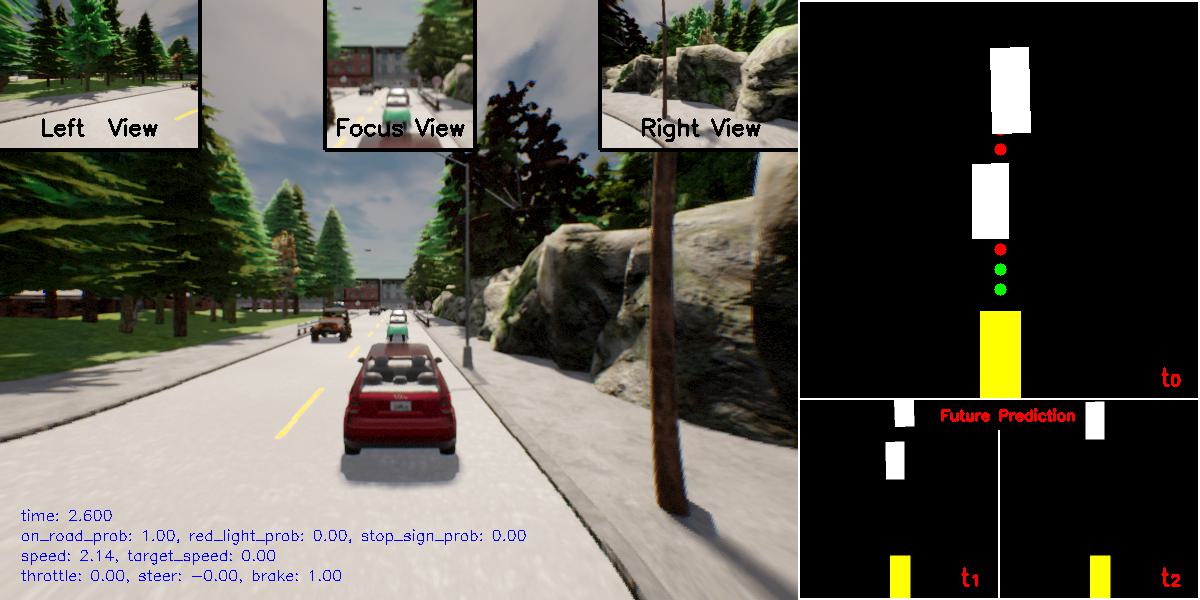 Left View
Focus View
Right View
time: 2.600
on_road_prob: 1.00, red_light_prob: 0.00, stop_sign_prob: 0.00
speed: 2.14, target_speed: 0.00
throttle: 0.00, steer: -0.00, brake: 1.00
t0
Future Prediction
t1
t2